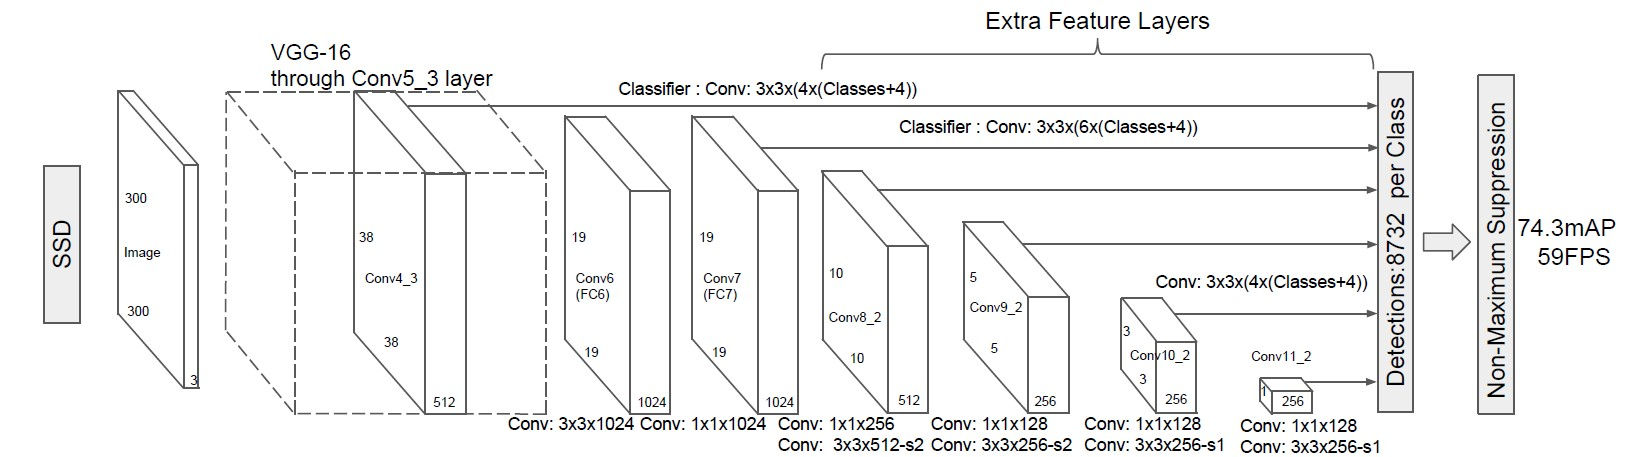 Extra Feature Layers
VGG-16
through Conv5_3 layer
Classifier : Conv: 3x3x(4x(Classes+4))
Classifier : Conv: 3x3x(6x(Classes+4))
SSD
300
Image
300
3
38
Conv4_3
38
512
19
Conv6
(FC6)
19
1024
19
Conv7
(FC7)
19
1024
10
Conv8_2
10
512
5
Conv9_2
5
256
Conv: 3x3x(4x(Classes+4))
3
Conv10_2
3
256
Conv11_2
1
256
Detections:8732 per Class
Non-Maximum Suppression
74.3mAP
59FPS
Conv: 3x3x1024
Conv: 1x1x1024
Conv: 1x1x256
Conv: 3x3x512-s2
Conv: 1x1x128
Conv: 3x3x256-s2
Conv: 1x1x128
Conv: 3x3x256-s1
Conv: 1x1x128
Conv: 3x3x256-s1